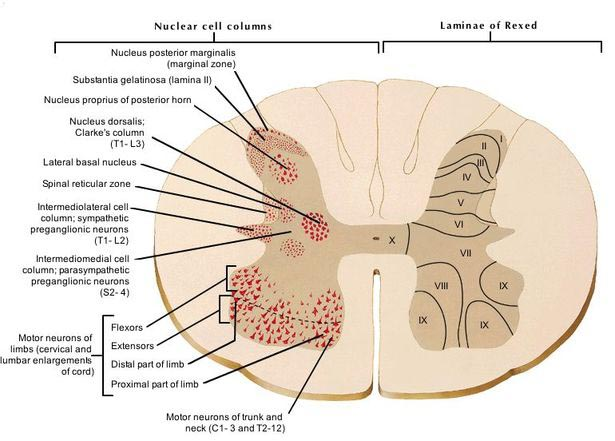 Nuclear cell columns
Laminae of Rexed
Nucleus posterior marginalis
(marginal zone)
Substantia gelatinosa (lamina II)
Nucleus proprius of posterior horn
Nucleus dorsalis;
Clarke's column
(T1- L3)
Lateral basal nucleus
Spinal reticular zone
Intermediolateral cell
column; sympathetic
preganglionic neurons
(T1- L2)
Intermediomedial cell
column; parasympathetic
preganglionic neurons
(S2- 4)
Motor neurons of
limbs (cervical and
lumbar enlargements
of cord)
Flexors
Extensors
Distal part of limb
Proximal part of limb
Motor neurons of trunk and
neck (C1- 3 and T2-12)
I
II
III
IV
V
VI
X
VII
VIII
IX
IX
IX